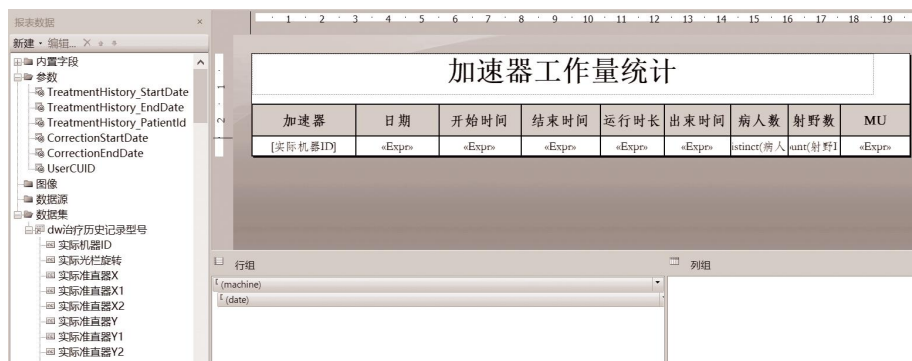 报表数据
新建 编辑...
内置字段
参数
TreatmentHistory_StartDate
TreatmentHistory_EndDate
TreatmentHistory_PatientId
CorrectionStartDate
CorrectionEndDate
UserCUID
图像
数据源
数据集
dw治疗历史记录型号
实际机器ID
实际光栏旋转
实际准直器X
实际准直器X1
实际准直器X2
实际准直器Y
实际准直器Y1
实际准直器Y2
1 2 3 4 5 6 7 8 9 10 11 12 13 14 15 16 17 18 19
1
2
加速器工作量统计
加速器 日期 开始时间 结束时间 运行时长 出束时间 病人数 射野数 MU
[实际机器ID] «Expr» «Expr» «Expr» «Expr» «Expr» istinct(病人 unt(射野I «Expr»
行组 列组
(machine)
(date)